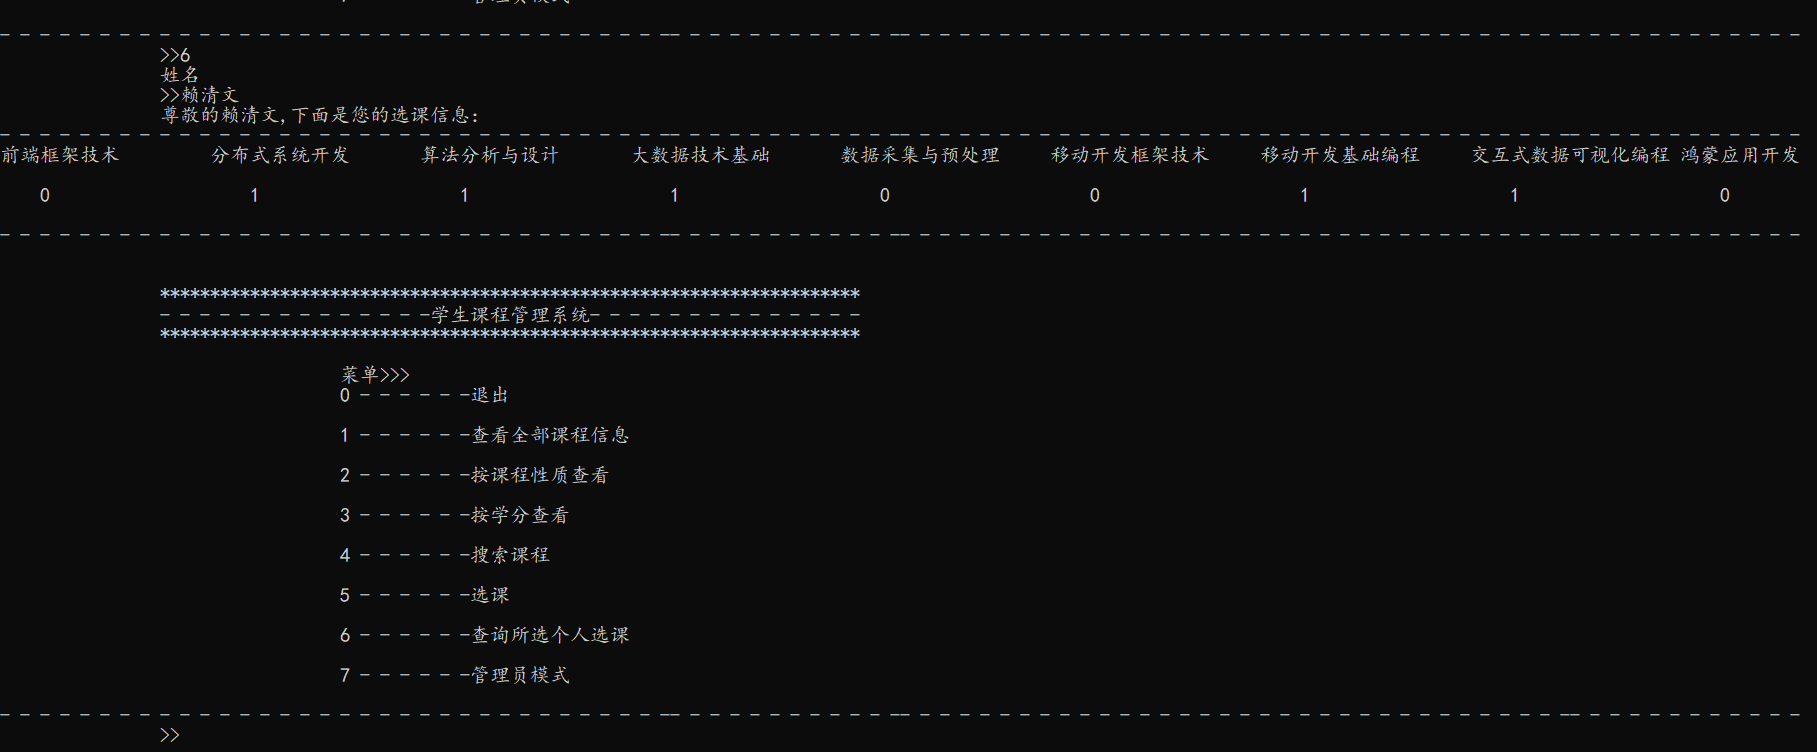 - - - - - - - - - - - - - - - - - - - - - - - - - - - - - - - - - -- - - - - - - - - - - -- - - - - - - - - - - - - - - - - - - - - - - - - - - - - - - - - - - - - -- - - - - - - - - - - -
>>6
姓名
>>赖清文
尊敬的赖清文,下面是您的选课信息:
- - - - - - - - - - - - - - - - - - - - - - - - - - - - - - - - - -- - - - - - - - - - - -- - - - - - - - - - - - - - - - - - - - - - - - - - - - - - - - - - - - - -- - - - - - - - - - - -
前端框架技术 分布式系统开发 算法分析与设计 大数据技术基础 数据采集与预处理 移动开发框架技术 移动开发基础编程 交互式数据可视化编程 鸿蒙应用开发
0 1 1 1 0 0 1 1 0
- - - - - - - - - - - - - - - - - - - - - - - - - - - - - - - - - -- - - - - - - - - - - -- - - - - - - - - - - - - - - - - - - - - - - - - - - - - - - - - - - - - -- - - - - - - - - - - -
**********************************************************************
- - - - - - - - - - - - - -学生课程管理系统- - - - - - - - - - - - - -
**********************************************************************
菜单>>>
0 - - - - - -退出
1 - - - - - -查看全部课程信息
2 - - - - - -按课程性质查看
3 - - - - - -按学分查看
4 - - - - - -搜索课程
5 - - - - - -选课
6 - - - - - -查询所选个人选课
7 - - - - - -管理员模式
- - - - - - - - - - - - - - - - - - - - - - - - - - - - - - - - - -- - - - - - - - - - - -- - - - - - - - - - - - - - - - - - - - - - - - - - - - - - - - - - - - - -- - - - - - - - - - - -
>>